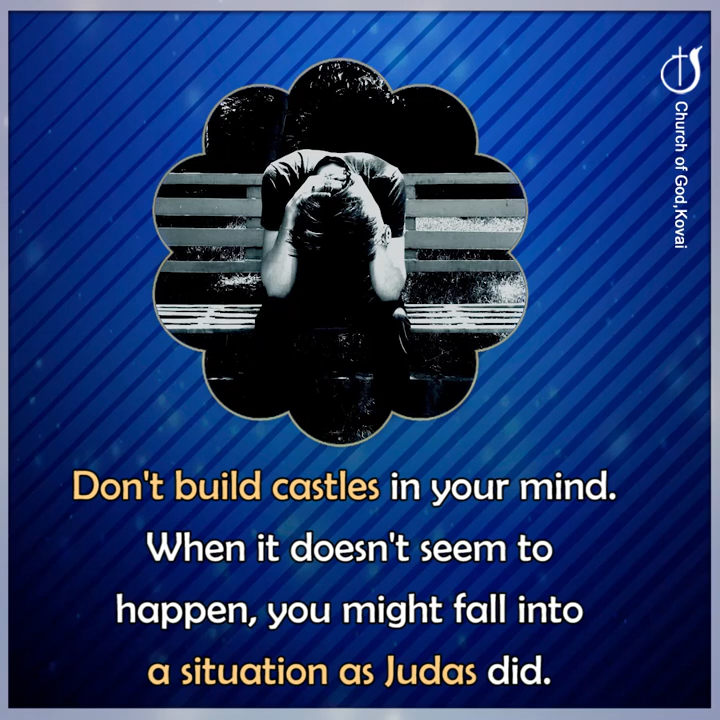 Church of God,Kovai
Don't build castles in your mind.
When it doesn't seem to
happen, you might fall into
a situation as Judas did.